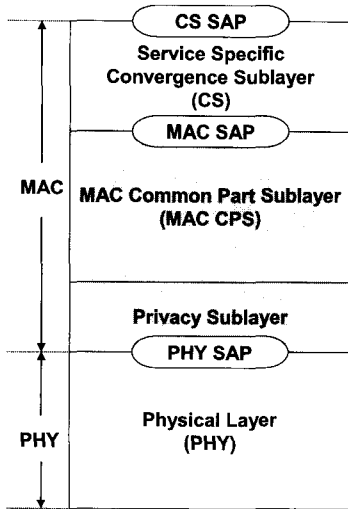 CS SAP
Service Specific
Convergence Sublayer
(CS)
MAC SAP
MAC
MAC Common Part Sublayer
(MAC CPS)
Privacy Sublayer
PHY SAP
Physical Layer
(PHY)
PHY